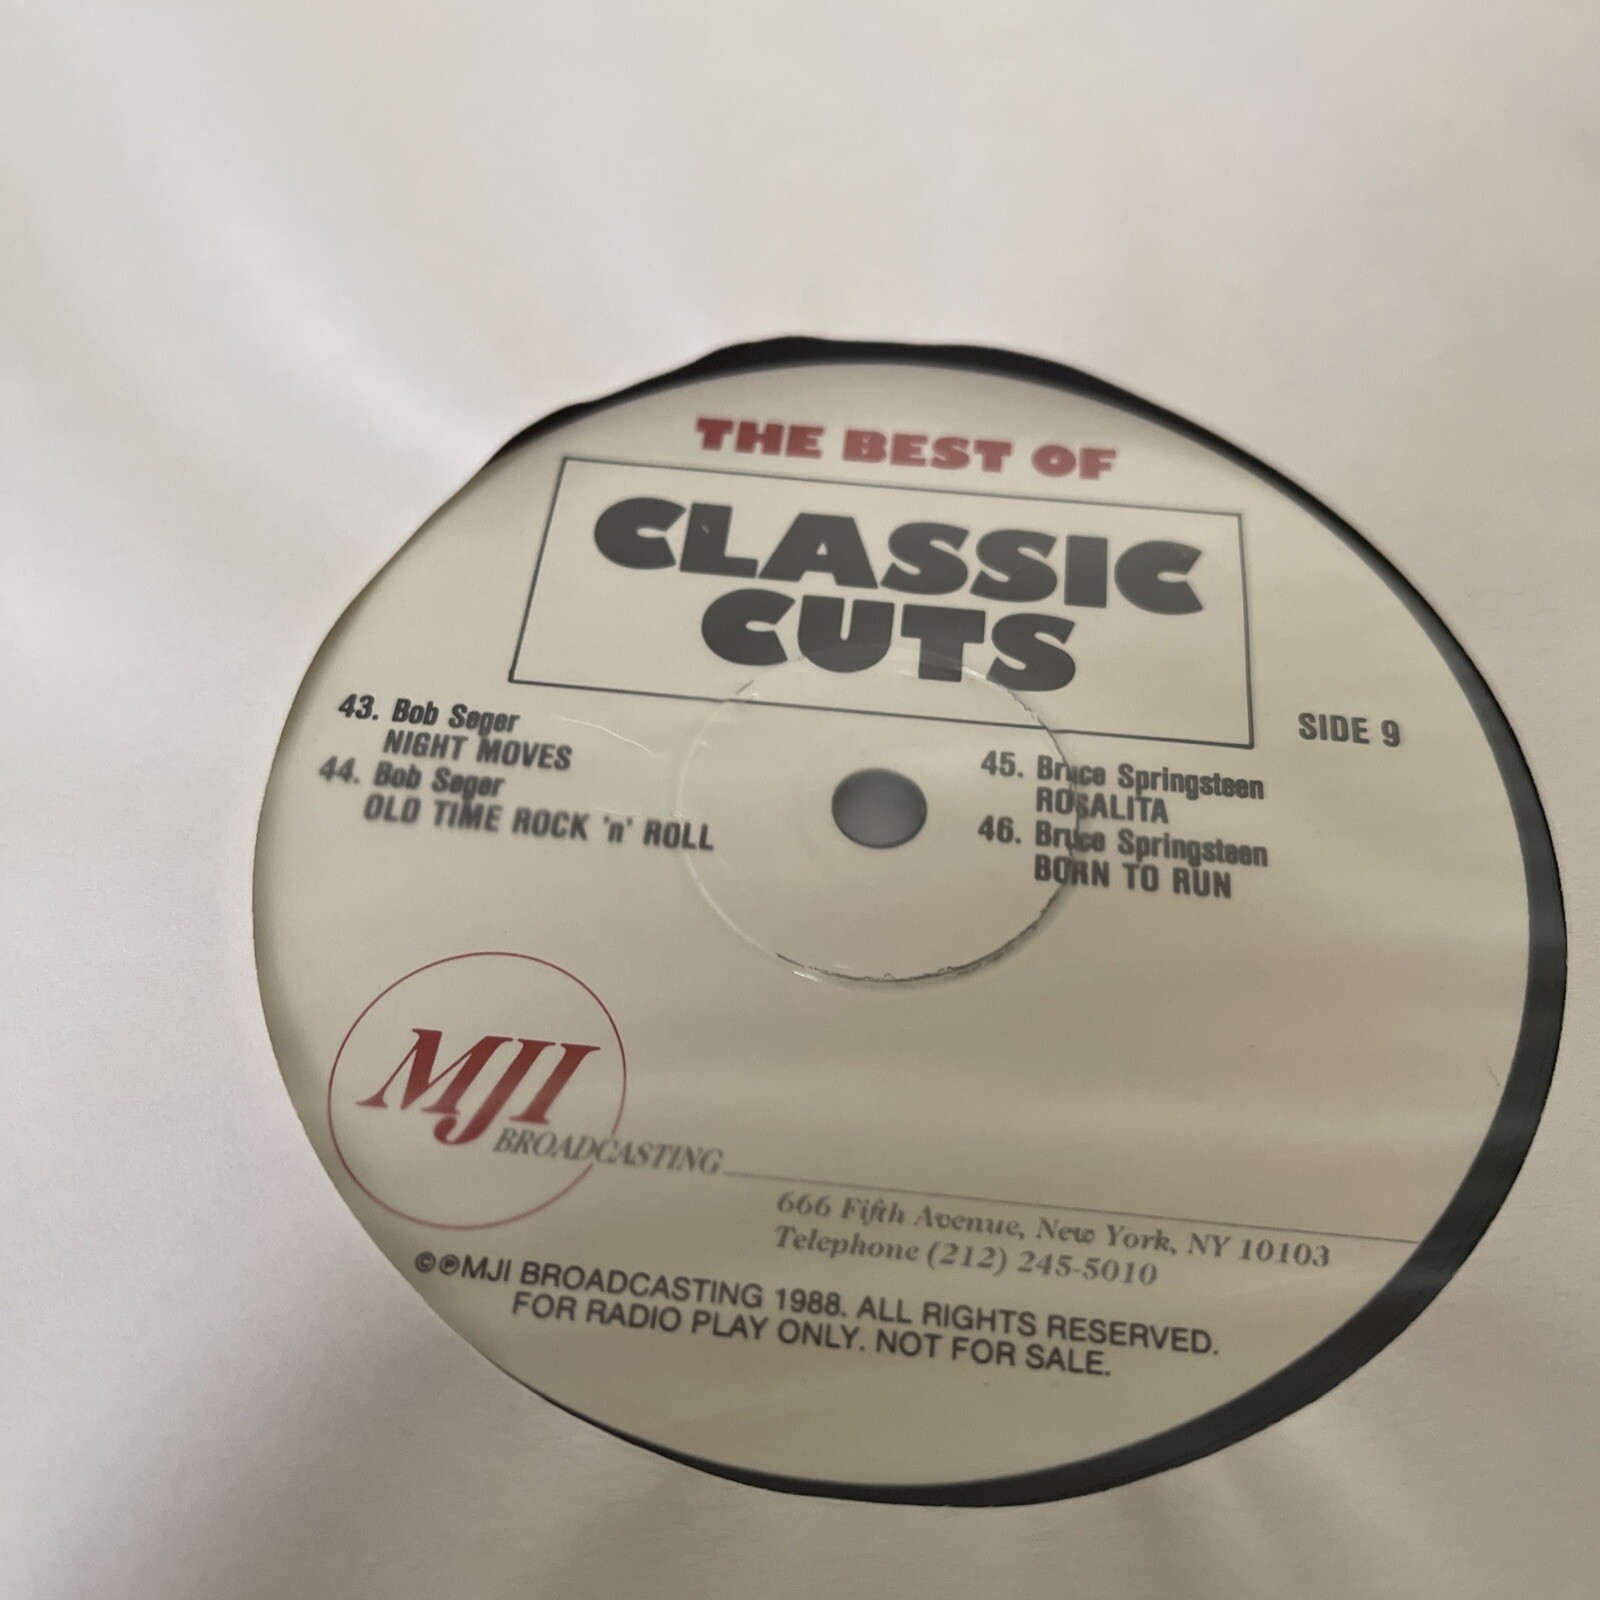 THE BEST OF
CLASSIC
CUTS
SIDE 9
43. Bob Seger
NIGHT MOVES
44. Bob Seger
OLD TIME ROCK 'n' ROLL
45. Bruce Springsteen
ROSALITA
46. Bruce Springsteen
BORN TO RUN
MJI
BROADCASTING
666 Fifth Avenue, New York, NY 10103
Telephone (212) 245-5010
©℗MJI BROADCASTING 1988. ALL RIGHTS RESERVED.
FOR RADIO PLAY ONLY. NOT FOR SALE.